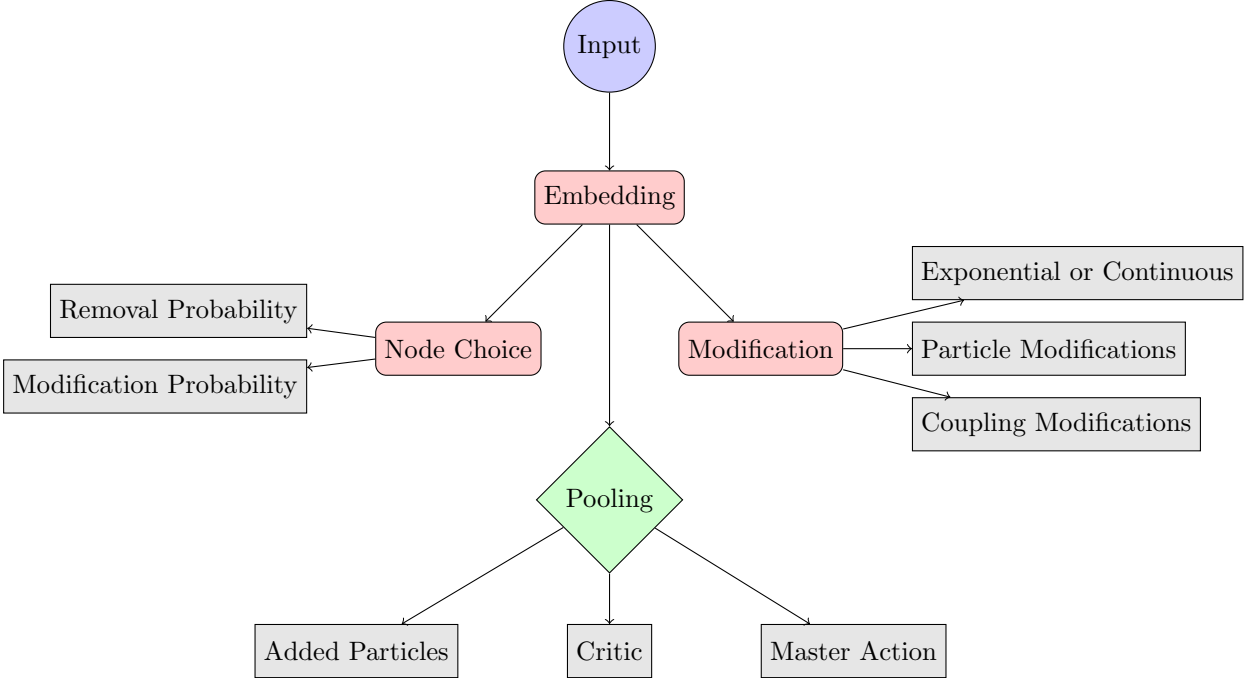 Input
Embedding
Exponential or Continuous
Removal Probability
Node Choice
Modification
Particle Modifications
Modification Probability
Coupling Modifications
Pooling
Added Particles
Critic
Master Action